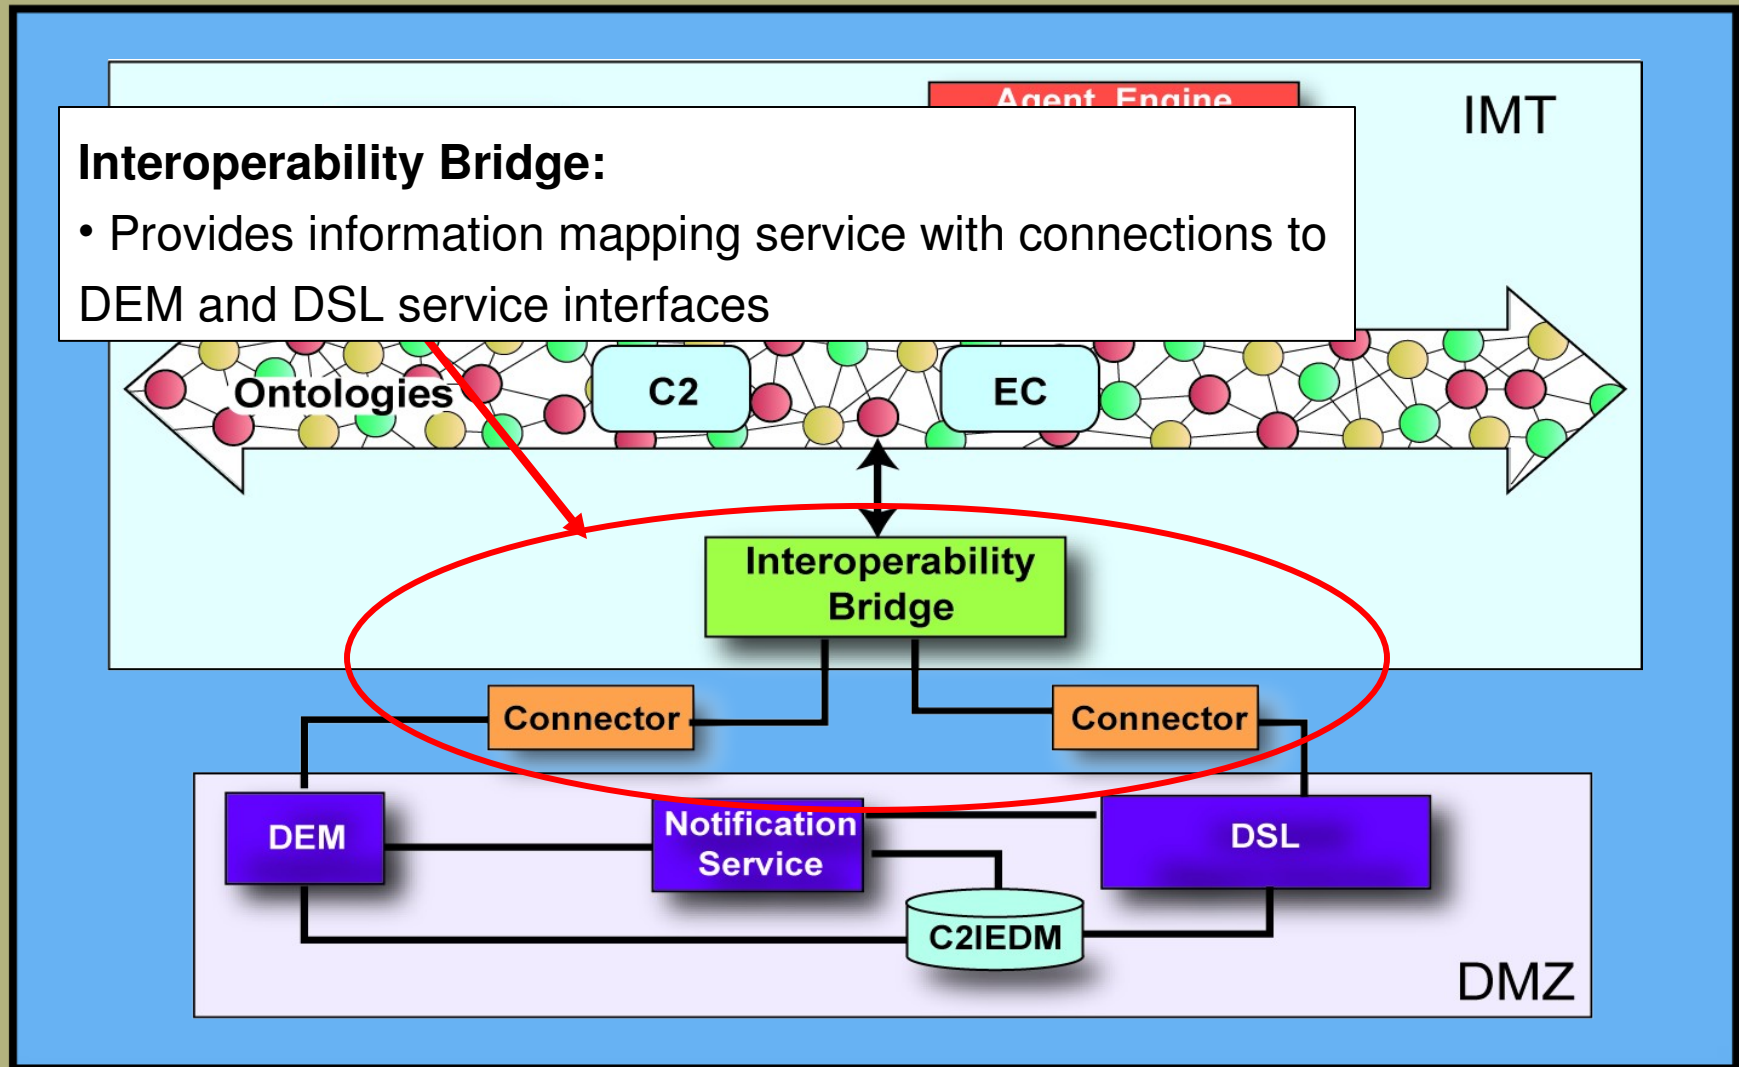 Agent Engine
IMT
Interoperability Bridge:
• Provides information mapping service with connections to
DEM and DSL service interfaces
Ontologies
C2
EC
Interoperability
Bridge
Connector
Connector
DEM
Notification
Service
DSL
C2IEDM
DMZ